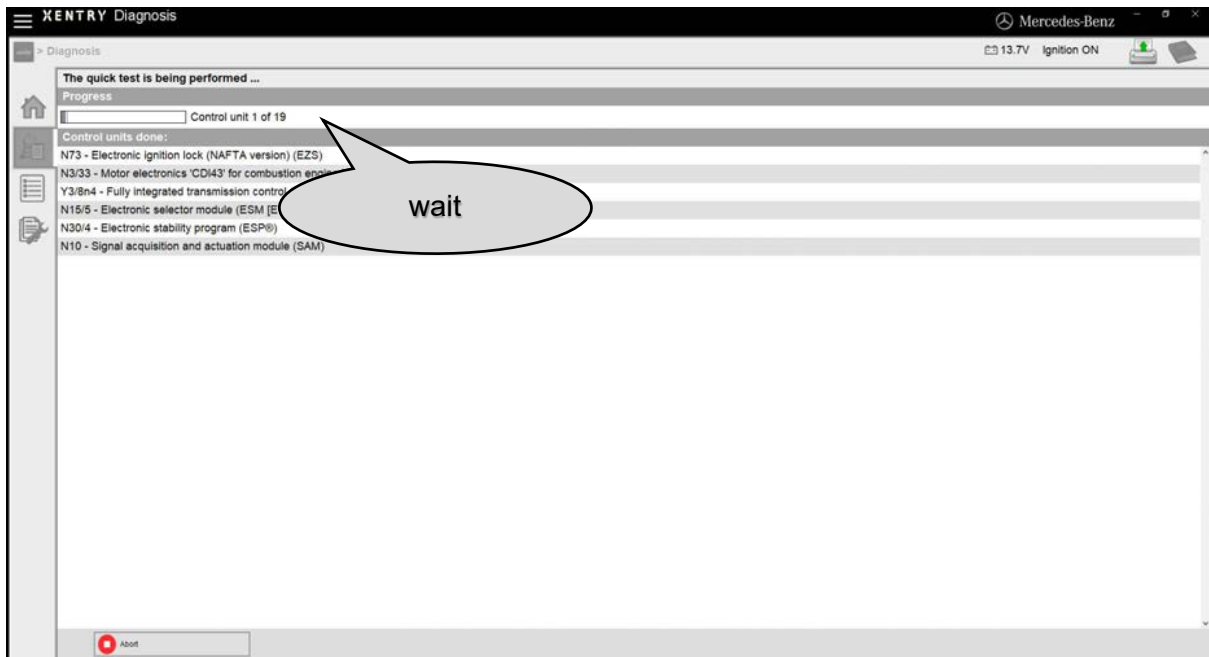 XENTRY Diagnosis
Mercedes-Benz
> Diagnosis
13.7V Ignition ON
The quick test is being performed ...
Progress
Control unit 1 of 19
Control units done:
N73 - Electronic ignition lock (NAFTA version) (EZS)
N3/33 - Motor electronics 'CDI43' for combustion
Y3/8n4 - Fully integrated transmission control
N15/5 - Electronic selector module (ESM
N30/4 - Electronic stability program (ESP®)
N10 - Signal acquisition and actuation module (SAM)
wait
Abort